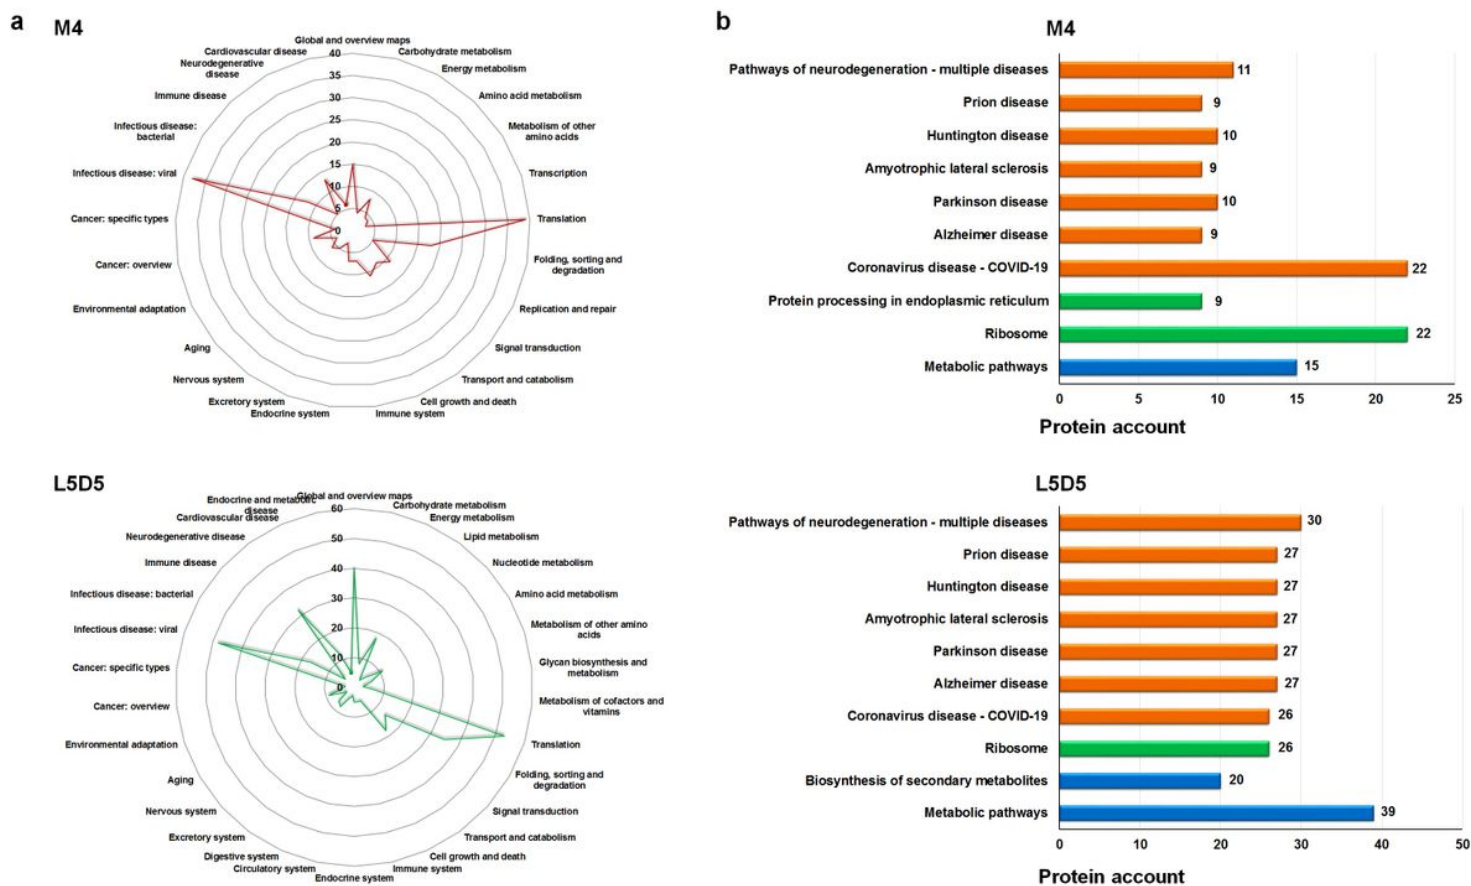 a
M4
Global and overview maps
Carbohydrate metabolism
Energy metabolism
Amino acid metabolism
Metabolism of other
amino acids
Transcription
Translation
Folding, sorting and
degradation
Replication and repair
Signal transduction
Transport and catabolism
Cell growth and death
Immune system
Endocrine system
Excretory system
Nervous system
Aging
Environmental adaptation
Cancer: overview
Cancer: specific types
Infectious disease: viral
Infectious disease:
bacterial
Immune disease
Neurodegenerative
disease
Cardiovascular disease
40
35
30
25
20
15
10
5
0
b
M4
Pathways of neurodegeneration - multiple diseases 11
Prion disease 9
Huntington disease 10
Amyotrophic lateral sclerosis 9
Parkinson disease 10
Alzheimer disease 9
Coronavirus disease - COVID-19 22
Protein processing in endoplasmic reticulum 9
Ribosome 22
Metabolic pathways 15
0 5 10 15 20 25
Protein account
L5D5
Global and overview maps
Carbohydrate metabolism
Energy metabolism
Lipid metabolism
Nucleotide metabolism
Amino acid metabolism
Metabolism of other amino
acids
Glycan biosynthesis and
metabolism
Metabolism of cofactors and
vitamins
Translation
Folding, sorting and
degradation
Signal transduction
Transport and catabolism
Cell growth and death
Immune system
Endocrine system
Circulatory system
Digestive system
Excretory system
Nervous system
Aging
Environmental adaptation
Cancer: overview
Cancer: specific types
Infectious disease: viral
Infectious disease: bacterial
Immune disease
Neurodegenerative disease
Cardiovascular disease
Endocrine and metabolic
disease
60
50
40
30
20
10
0
L5D5
Pathways of neurodegeneration - multiple diseases 30
Prion disease 27
Huntington disease 27
Amyotrophic lateral sclerosis 27
Parkinson disease 27
Alzheimer disease 27
Coronavirus disease - COVID-19 26
Ribosome 26
Biosynthesis of secondary metabolites 20
Metabolic pathways 39
0 10 20 30 40 50
Protein account